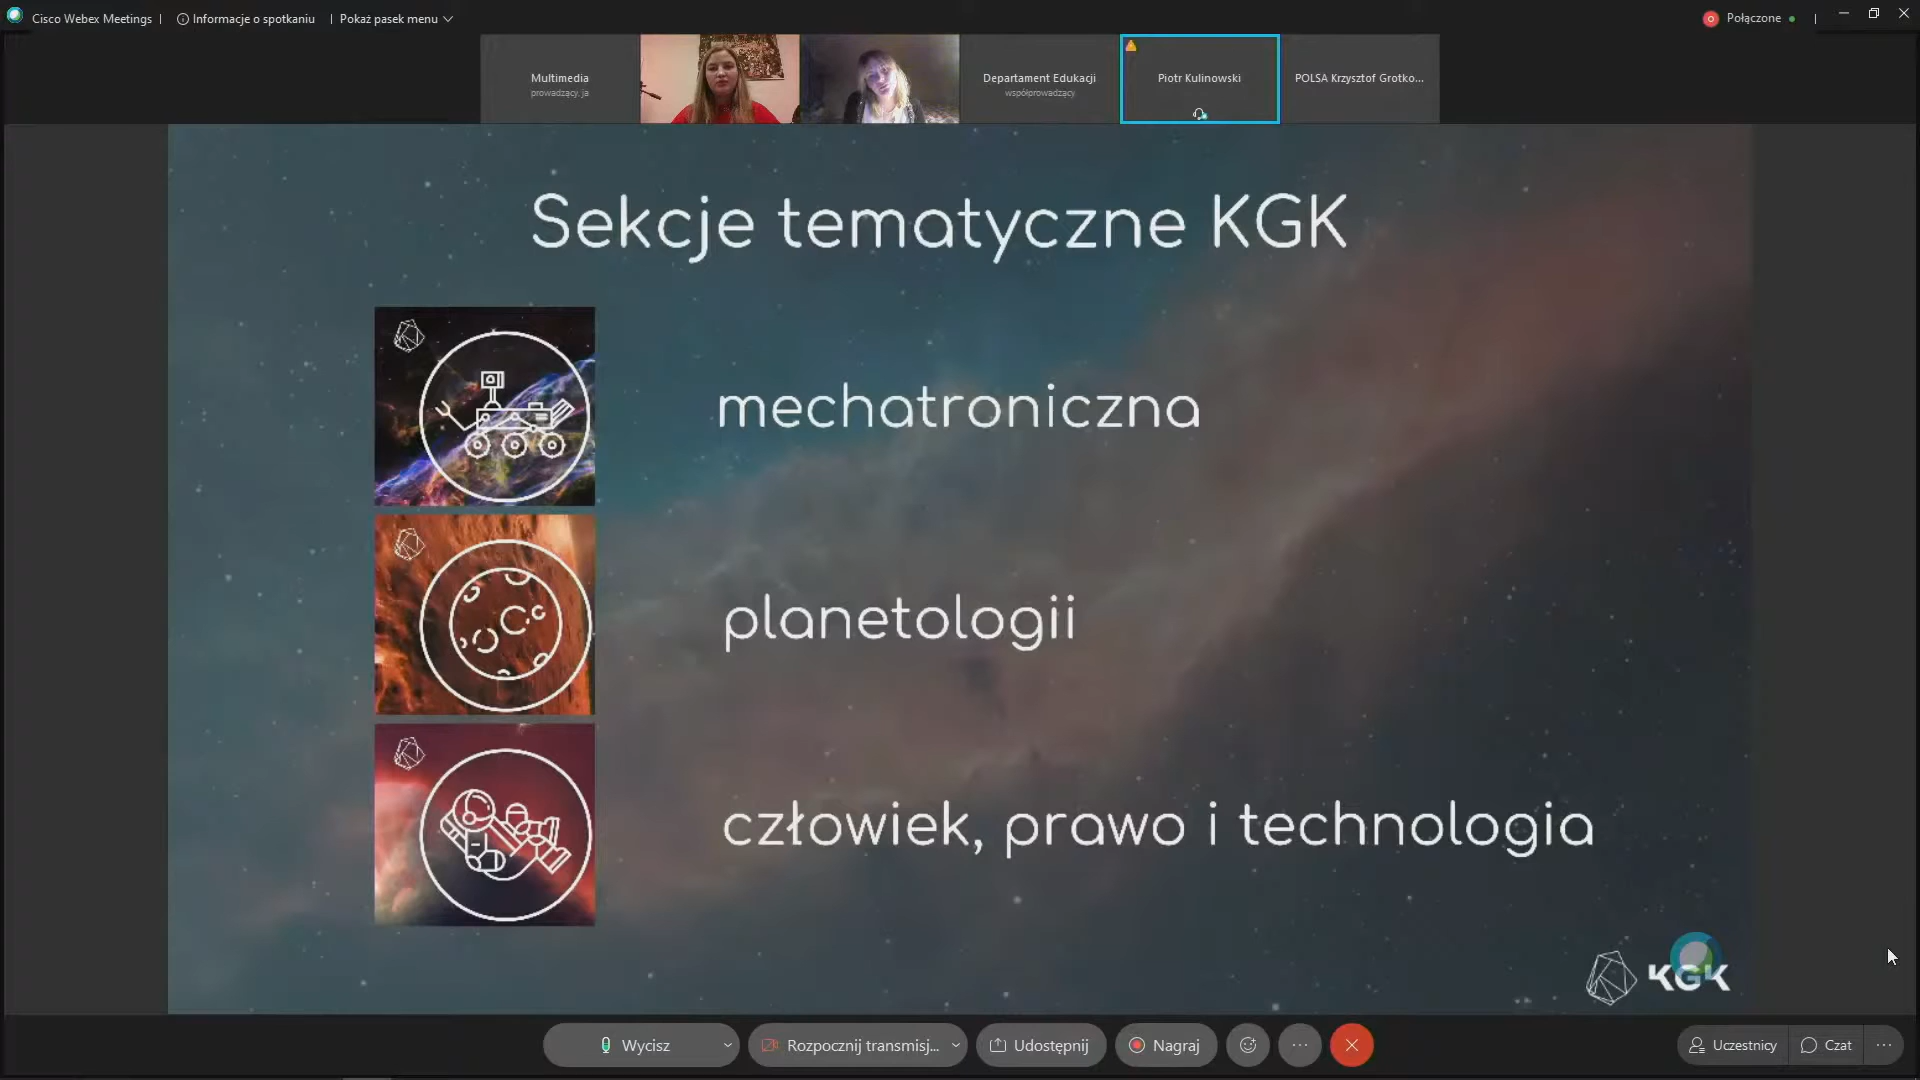 Cisco Webex Meetings
Informacje o spotkaniu
Pokaż pasek menu
Połączone
Multimedia
prowadzący, ja
Departament Edukacji
współprowadzący
Piotr Kulinowski
POLSA Krzysztof Grotko...
Sekcje tematyczne KGK
mechatroniczna
planetologii
człowiek, prawo i technologia
KGK
Wycisz
Rozpocznij transmisj...
Udostępnij
Nagraj
Uczestnicy
Czat